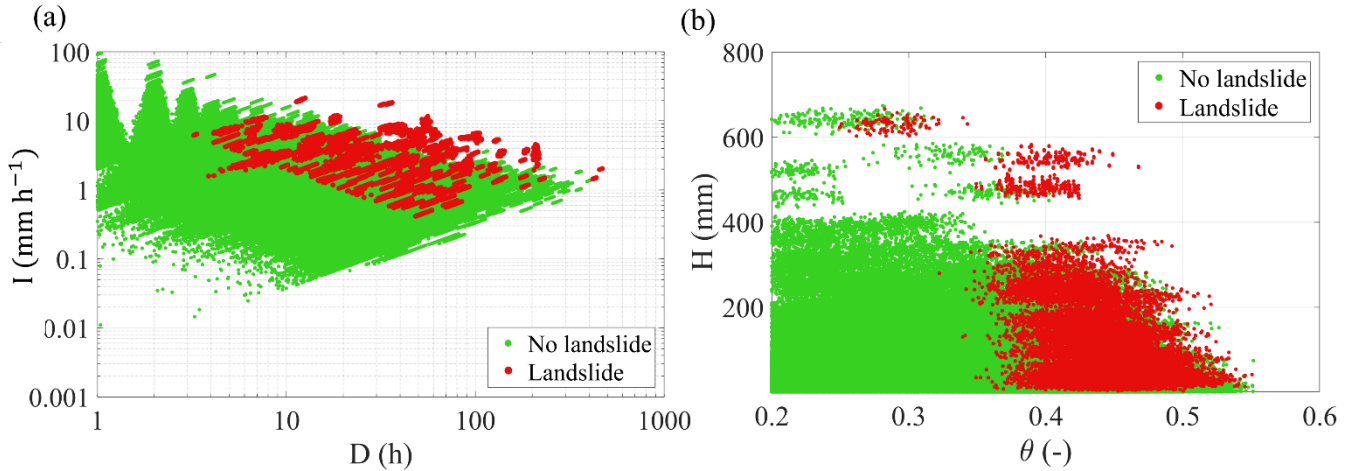 (a)
I (mm h⁻¹)
100
10
1
0.1
0.01
0.001
1
10
100
1000
D (h)
No landslide
Landslide
(b)
H (mm)
800
600
400
200
0.2
0.3
0.4
0.5
0.6
θ (-)
No landslide
Landslide